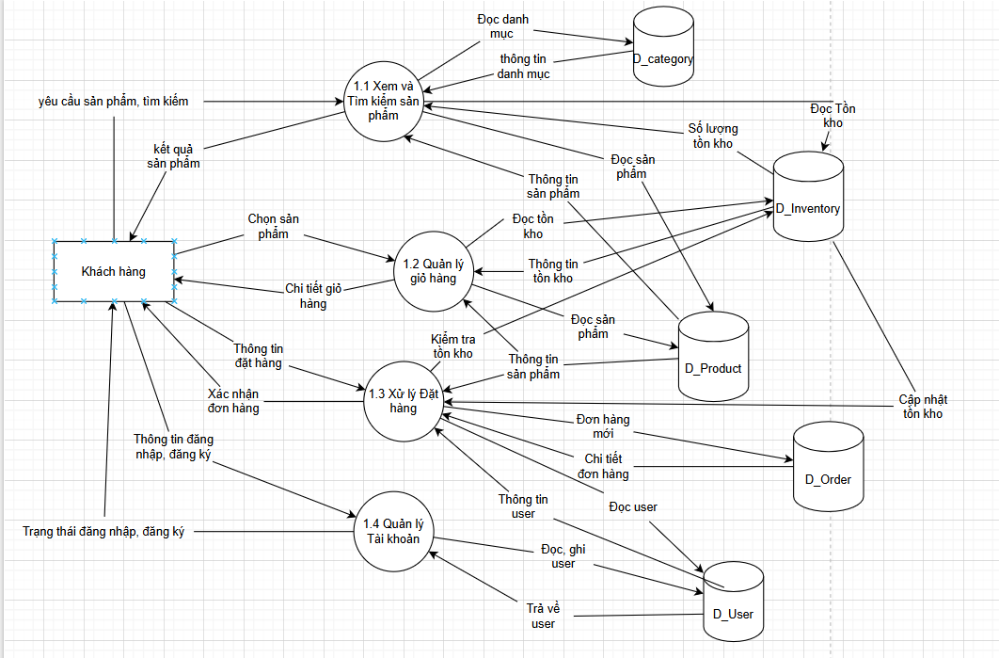 Đọc danh
mục
thông tin
danh mục
D_category
1.1 Xem và
Tìm kiếm sản
phẩm
yêu cầu sản phẩm, tìm kiếm
Đọc Tồn
kho
Số lượng
tồn kho
kết quả
sản phẩm
Đọc sản
phẩm
Thông tin
sản phẩm
D_Inventory
Chọn sản
phẩm
Đọc tồn
kho
Khách hàng
1.2 Quản lý
giỏ hàng
Thông tin
tồn kho
Chi tiết giỏ
hàng
Đọc sản
phẩm
Kiểm tra
tồn kho
Thông tin
sản phẩm
D_Product
Thông tin
đặt hàng
Xác nhận
đơn hàng
1.3 Xử lý Đặt
hàng
Cập nhật
tồn kho
Đơn hàng
mới
Thông tin đăng
nhập, đăng ký
Chi tiết
đơn hàng
D_Order
Thông tin
user
Đọc user
Trạng thái đăng nhập, đăng ký
1.4 Quản lý
Tài khoản
Đọc, ghi
user
Trả về
user
D_User